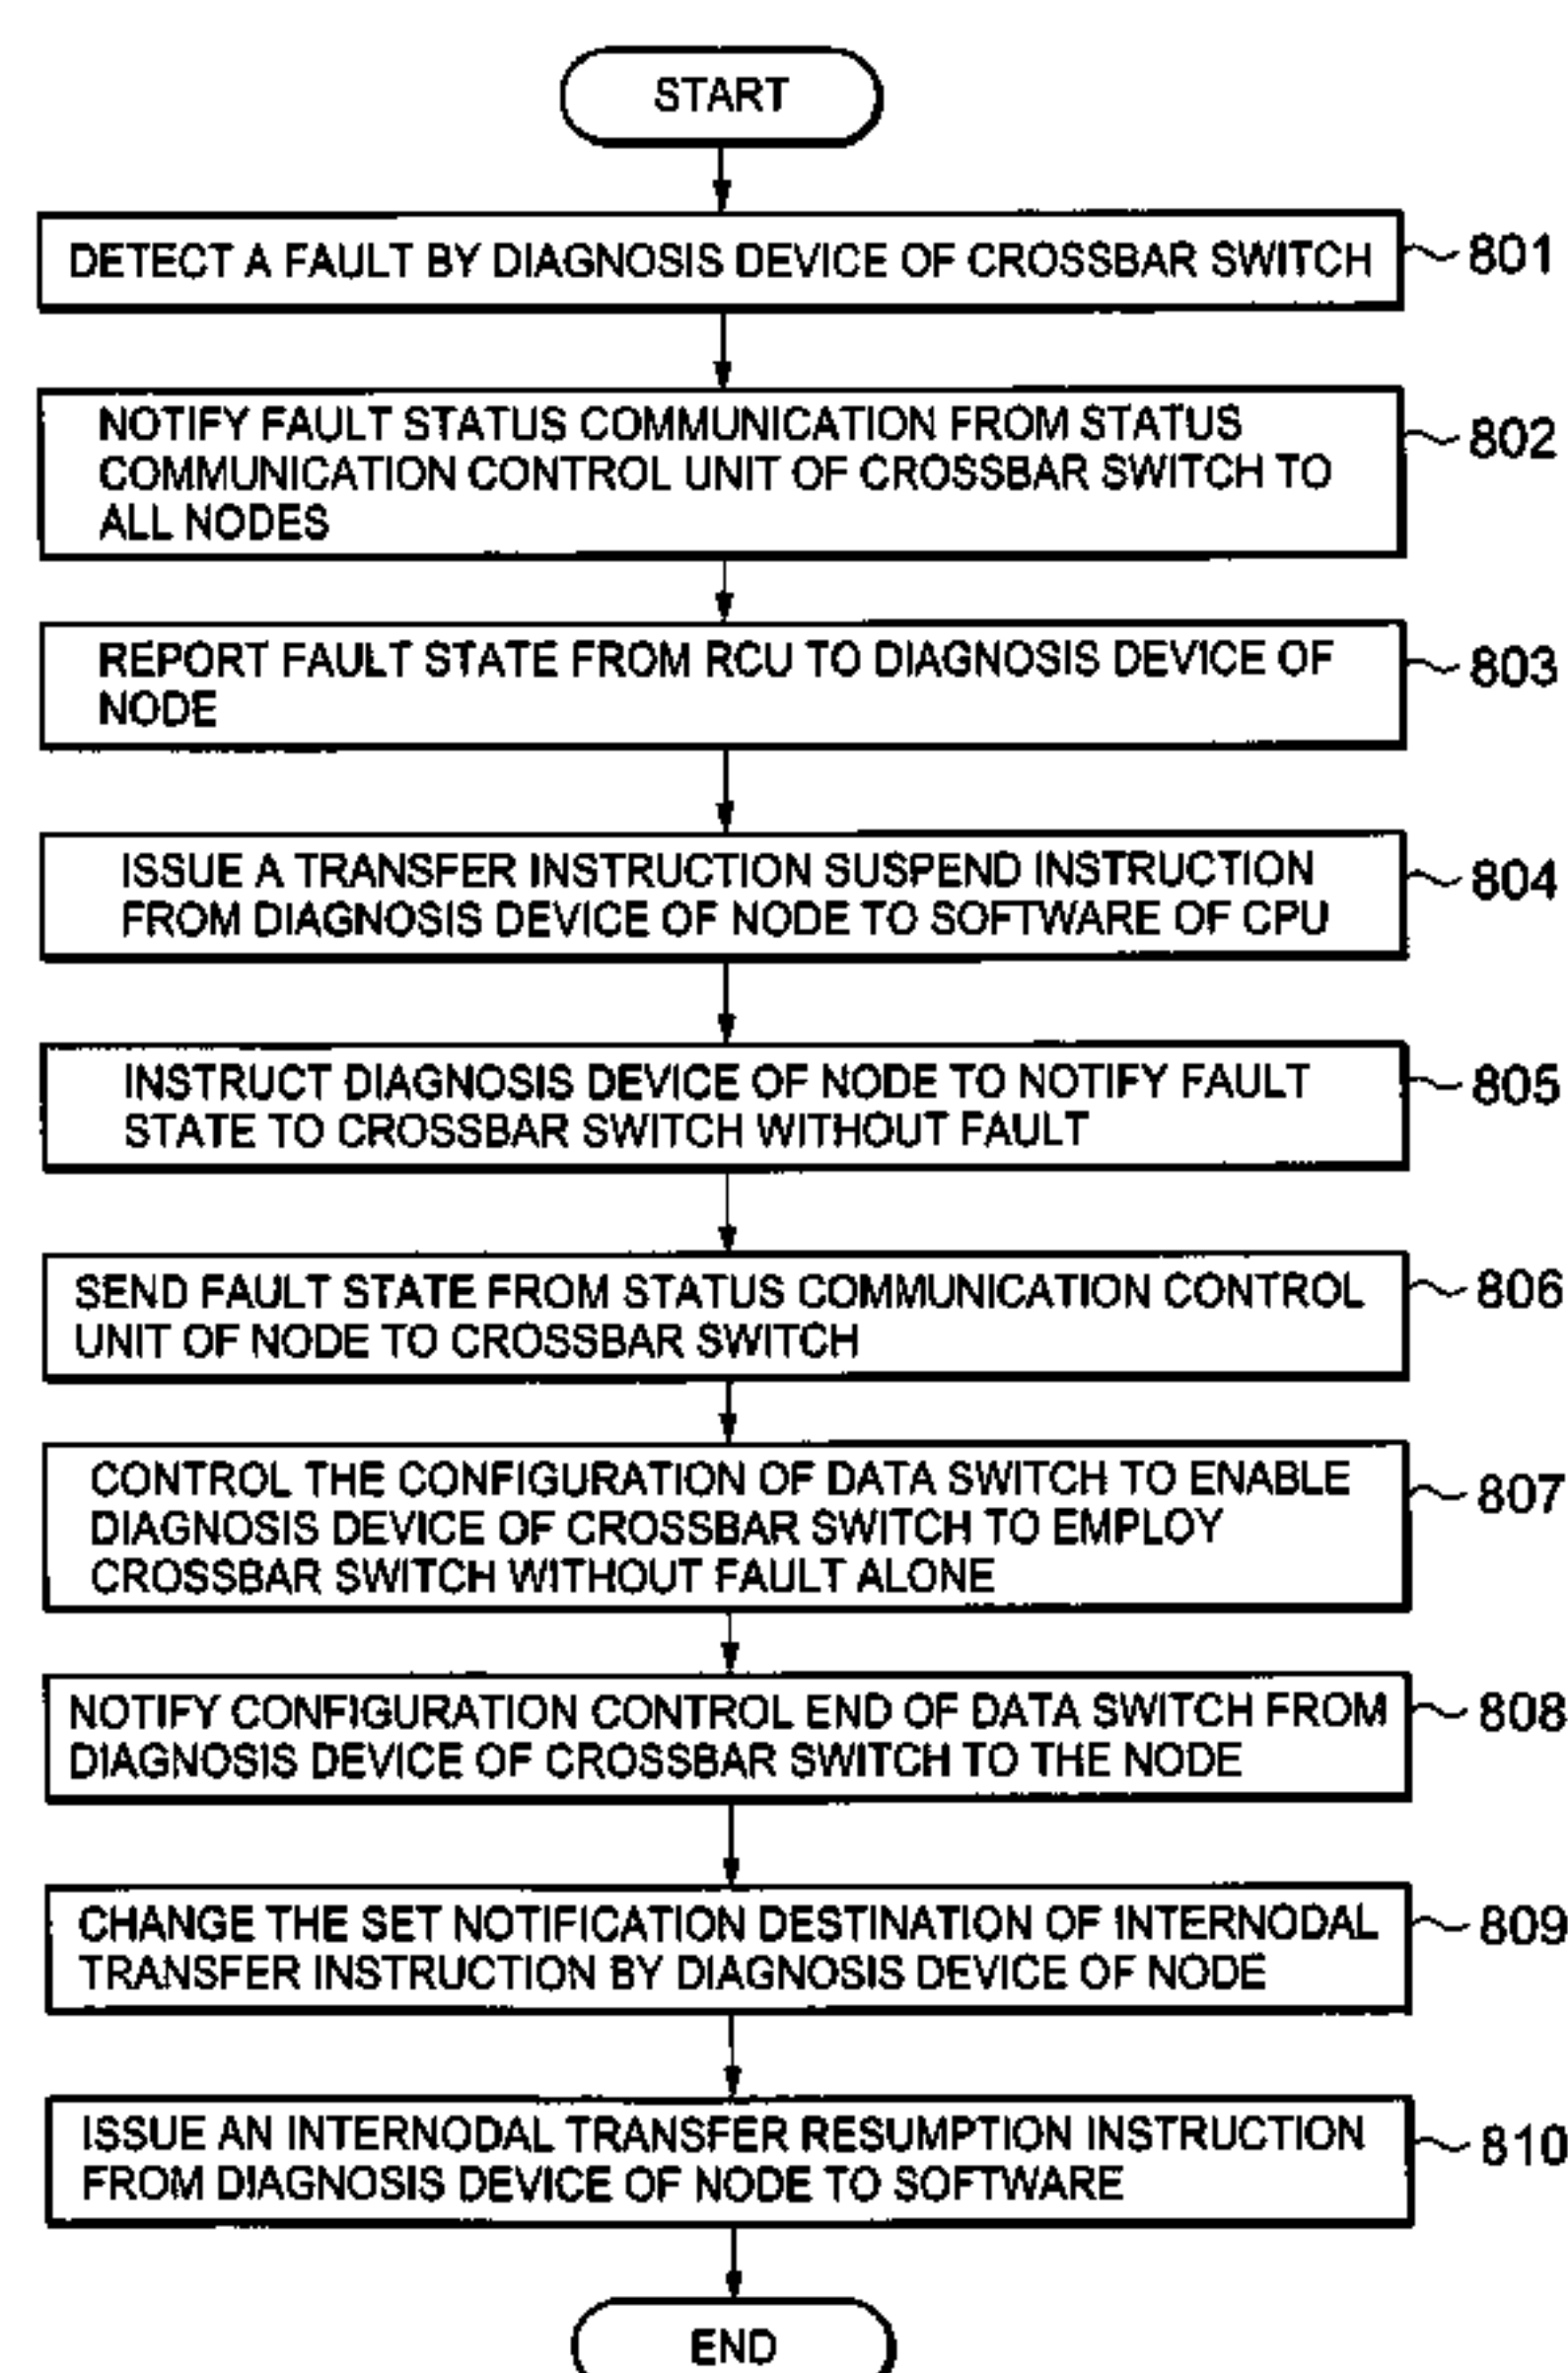 START
DETECT A FAULT BY DIAGNOSIS DEVICE OF CROSSBAR SWITCH
801
NOTIFY FAULT STATUS COMMUNICATION FROM STATUS
COMMUNICATION CONTROL UNIT OF CROSSBAR SWITCH TO
ALL NODES
802
REPORT FAULT STATE FROM RCU TO DIAGNOSIS DEVICE OF
NODE
803
ISSUE A TRANSFER INSTRUCTION SUSPEND INSTRUCTION
FROM DIAGNOSIS DEVICE OF NODE TO SOFTWARE OF CPU
804
INSTRUCT DIAGNOSIS DEVICE OF NODE TO NOTIFY FAULT
STATE TO CROSSBAR SWITCH WITHOUT FAULT
805
SEND FAULT STATE FROM STATUS COMMUNICATION CONTROL
UNIT OF NODE TO CROSSBAR SWITCH
806
CONTROL THE CONFIGURATION OF DATA SWITCH TO ENABLE
DIAGNOSIS DEVICE OF CROSSBAR SWITCH TO EMPLOY
CROSSBAR SWITCH WITHOUT FAULT ALONE
807
NOTIFY CONFIGURATION CONTROL END OF DATA SWITCH FROM
DIAGNOSIS DEVICE OF CROSSBAR SWITCH TO THE NODE
808
CHANGE THE SET NOTIFICATION DESTINATION OF INTERNODAL
TRANSFER INSTRUCTION BY DIAGNOSIS DEVICE OF NODE
809
ISSUE AN INTERNODAL TRANSFER RESUMPTION INSTRUCTION
FROM DIAGNOSIS DEVICE OF NODE TO SOFTWARE
810
END